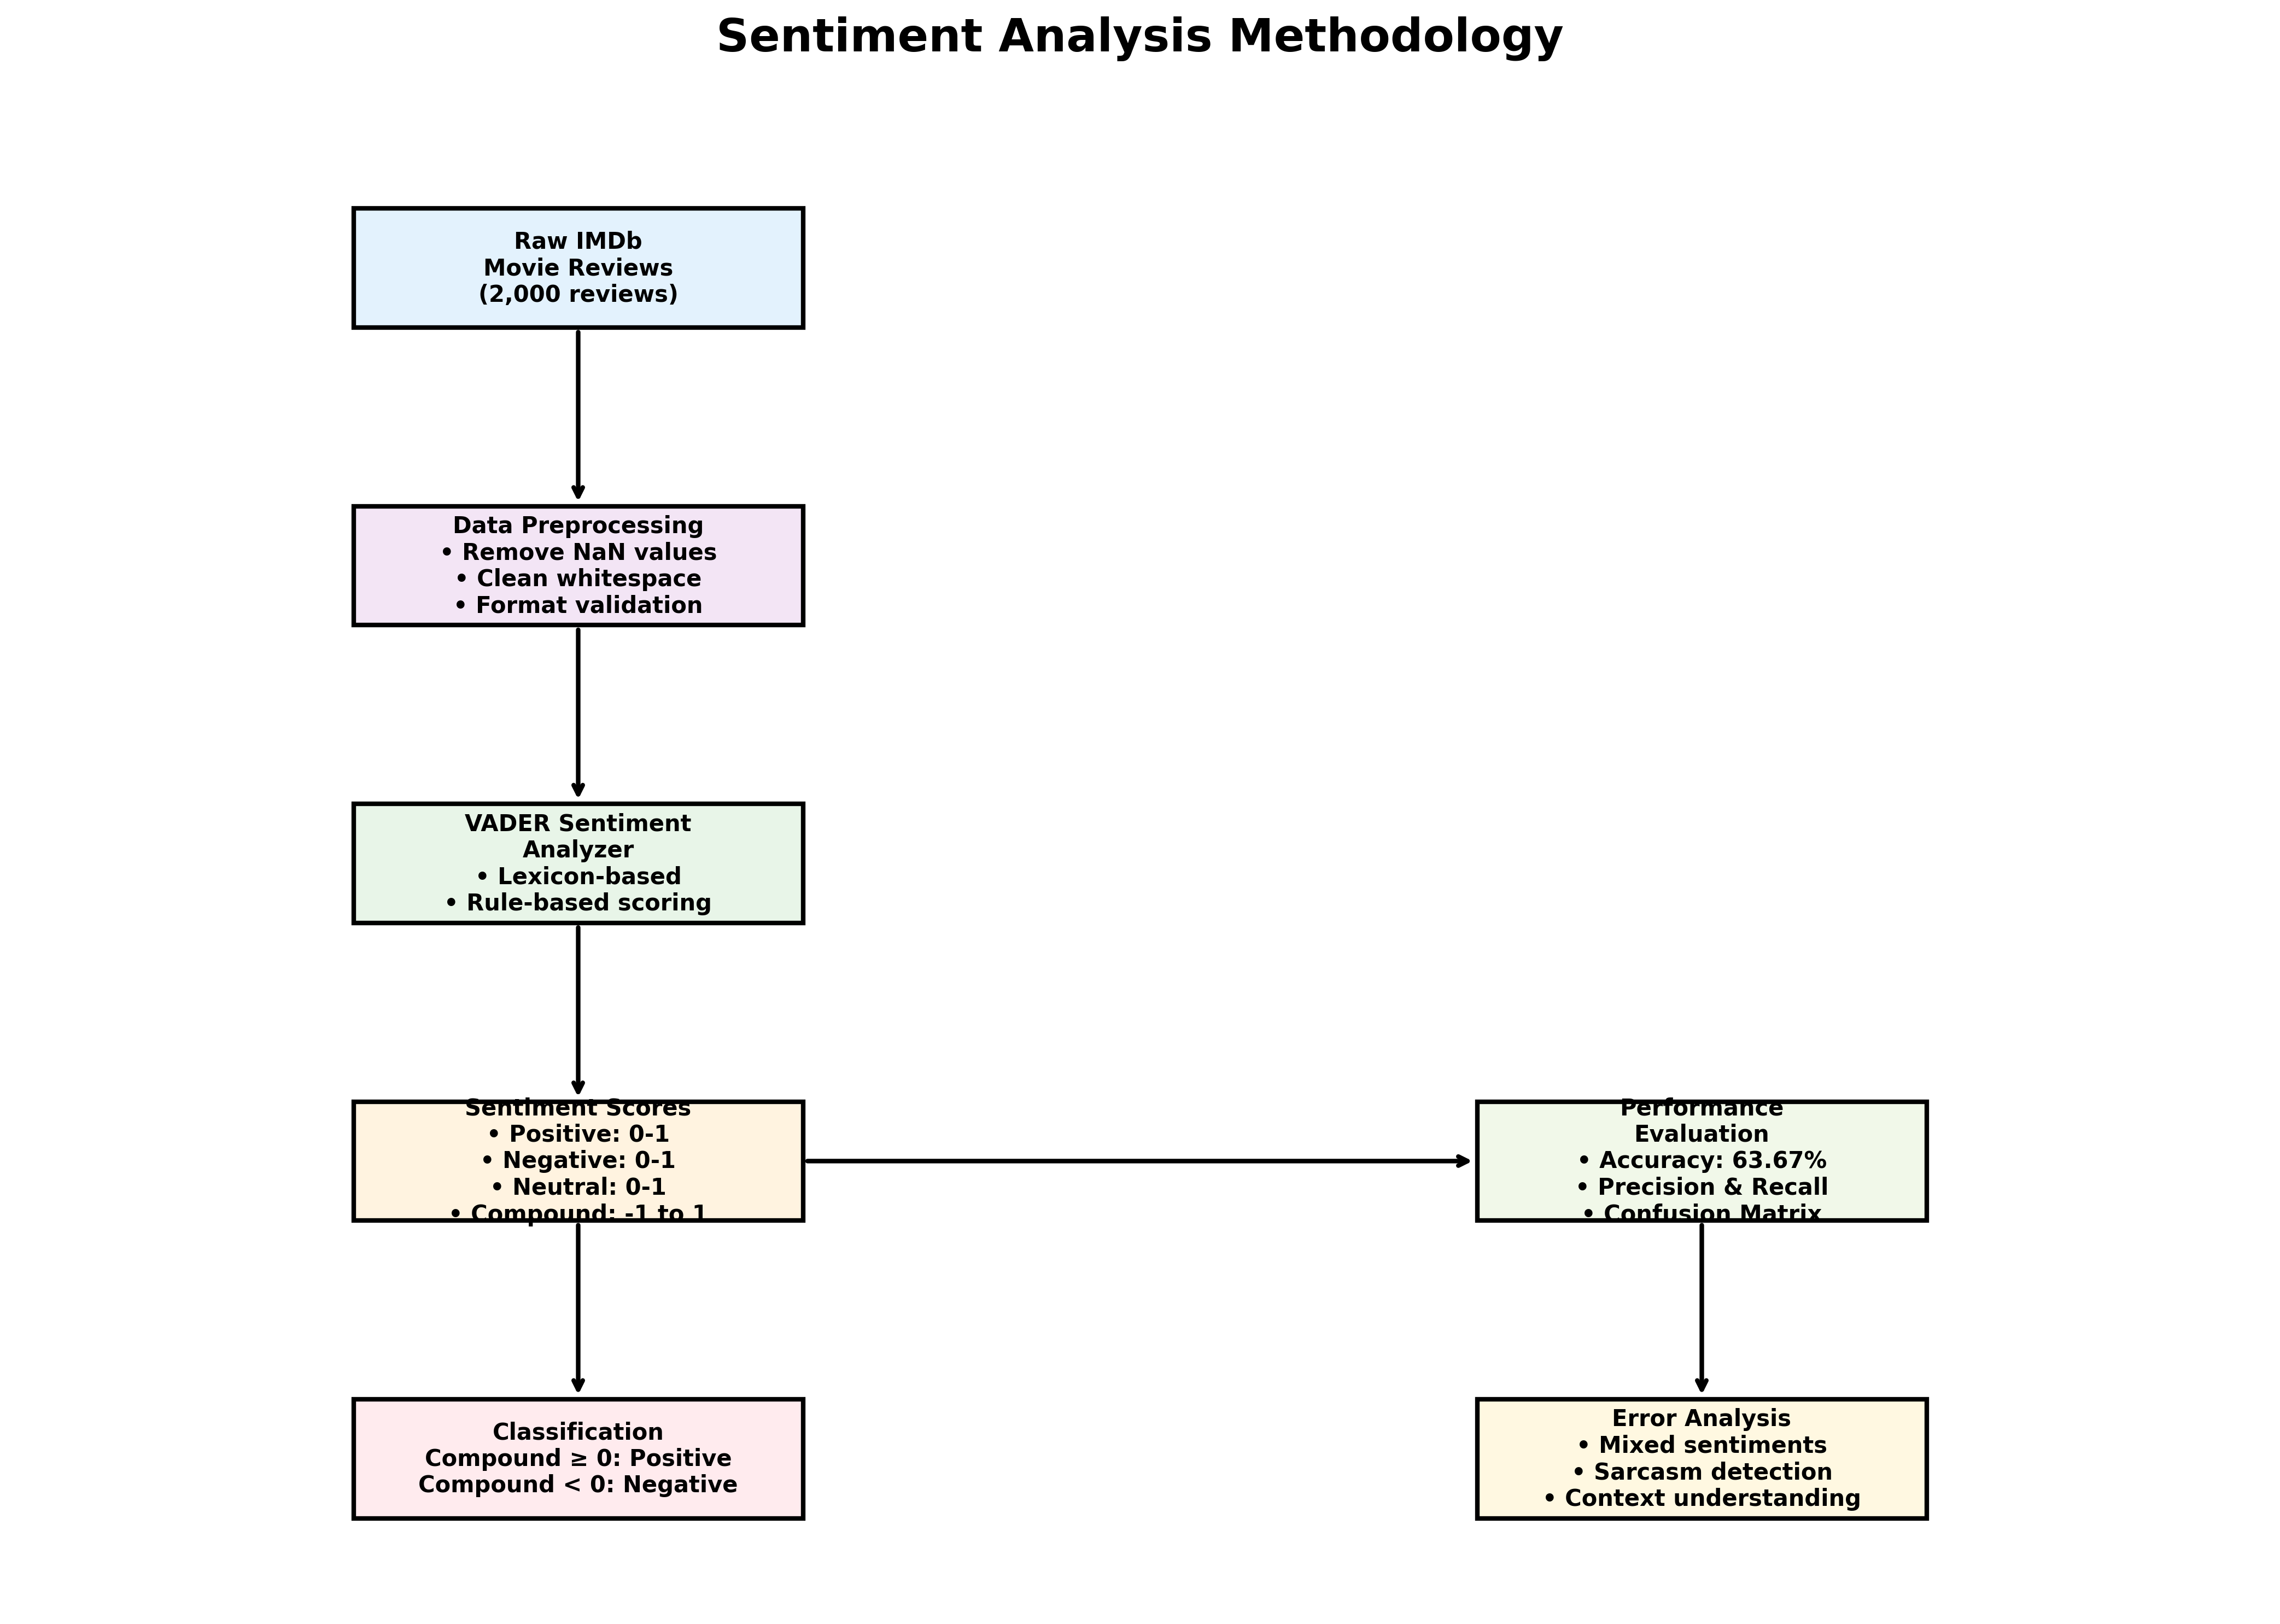 Sentiment Analysis Methodology
Raw IMDb
Movie Reviews
(2,000 reviews)
Data Preprocessing
• Remove NaN values
• Clean whitespace
• Format validation
VADER Sentiment
Analyzer
• Lexicon-based
• Rule-based scoring
Sentiment Scores
• Positive: 0-1
• Negative: 0-1
• Neutral: 0-1
• Compound: -1 to 1
Performance
Evaluation
• Accuracy: 63.67%
• Precision & Recall
• Confusion Matrix
Classification
Compound ≥ 0: Positive
Compound < 0: Negative
Error Analysis
• Mixed sentiments
• Sarcasm detection
• Context understanding